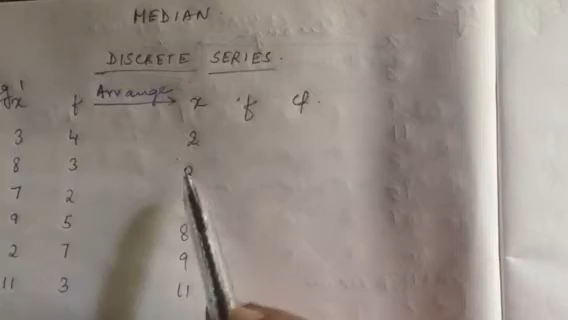 MEDIAN.
DISCRETE SERIES.
x f Arrange x f cf.
3 4 2
8 3
7 2
9 5 8
2 7 9
11 3 11